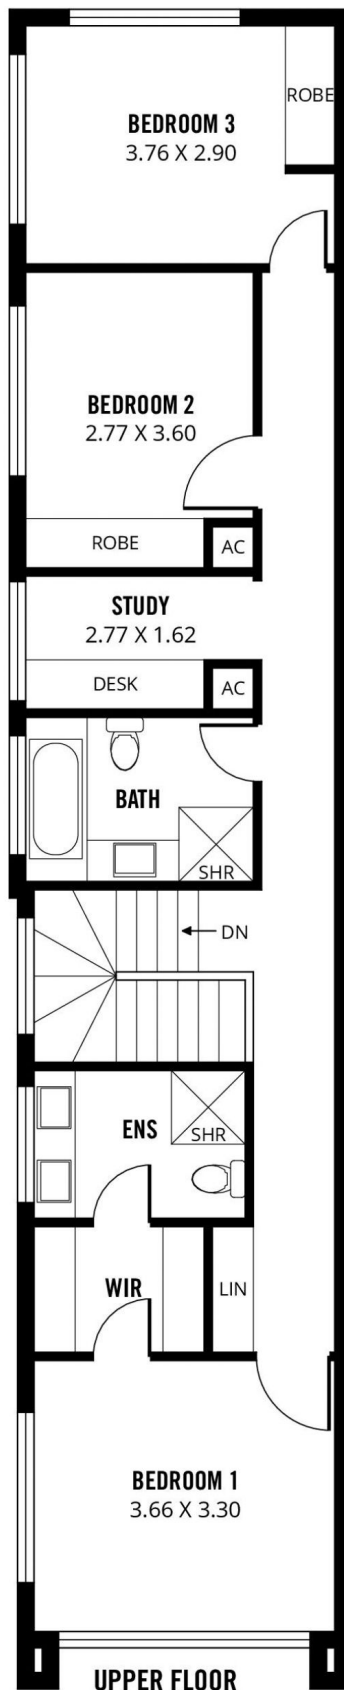 ROBE
BEDROOM 3
3.76 X 2.90
BEDROOM 2
2.77 X 3.60
ROBE
AC
STUDY
2.77 X 1.62
DESK
AC
BATH
SHR
DN
ENS
SHR
WIR
LIN
BEDROOM 1
3.66 X 3.30
UPPER FLOOR